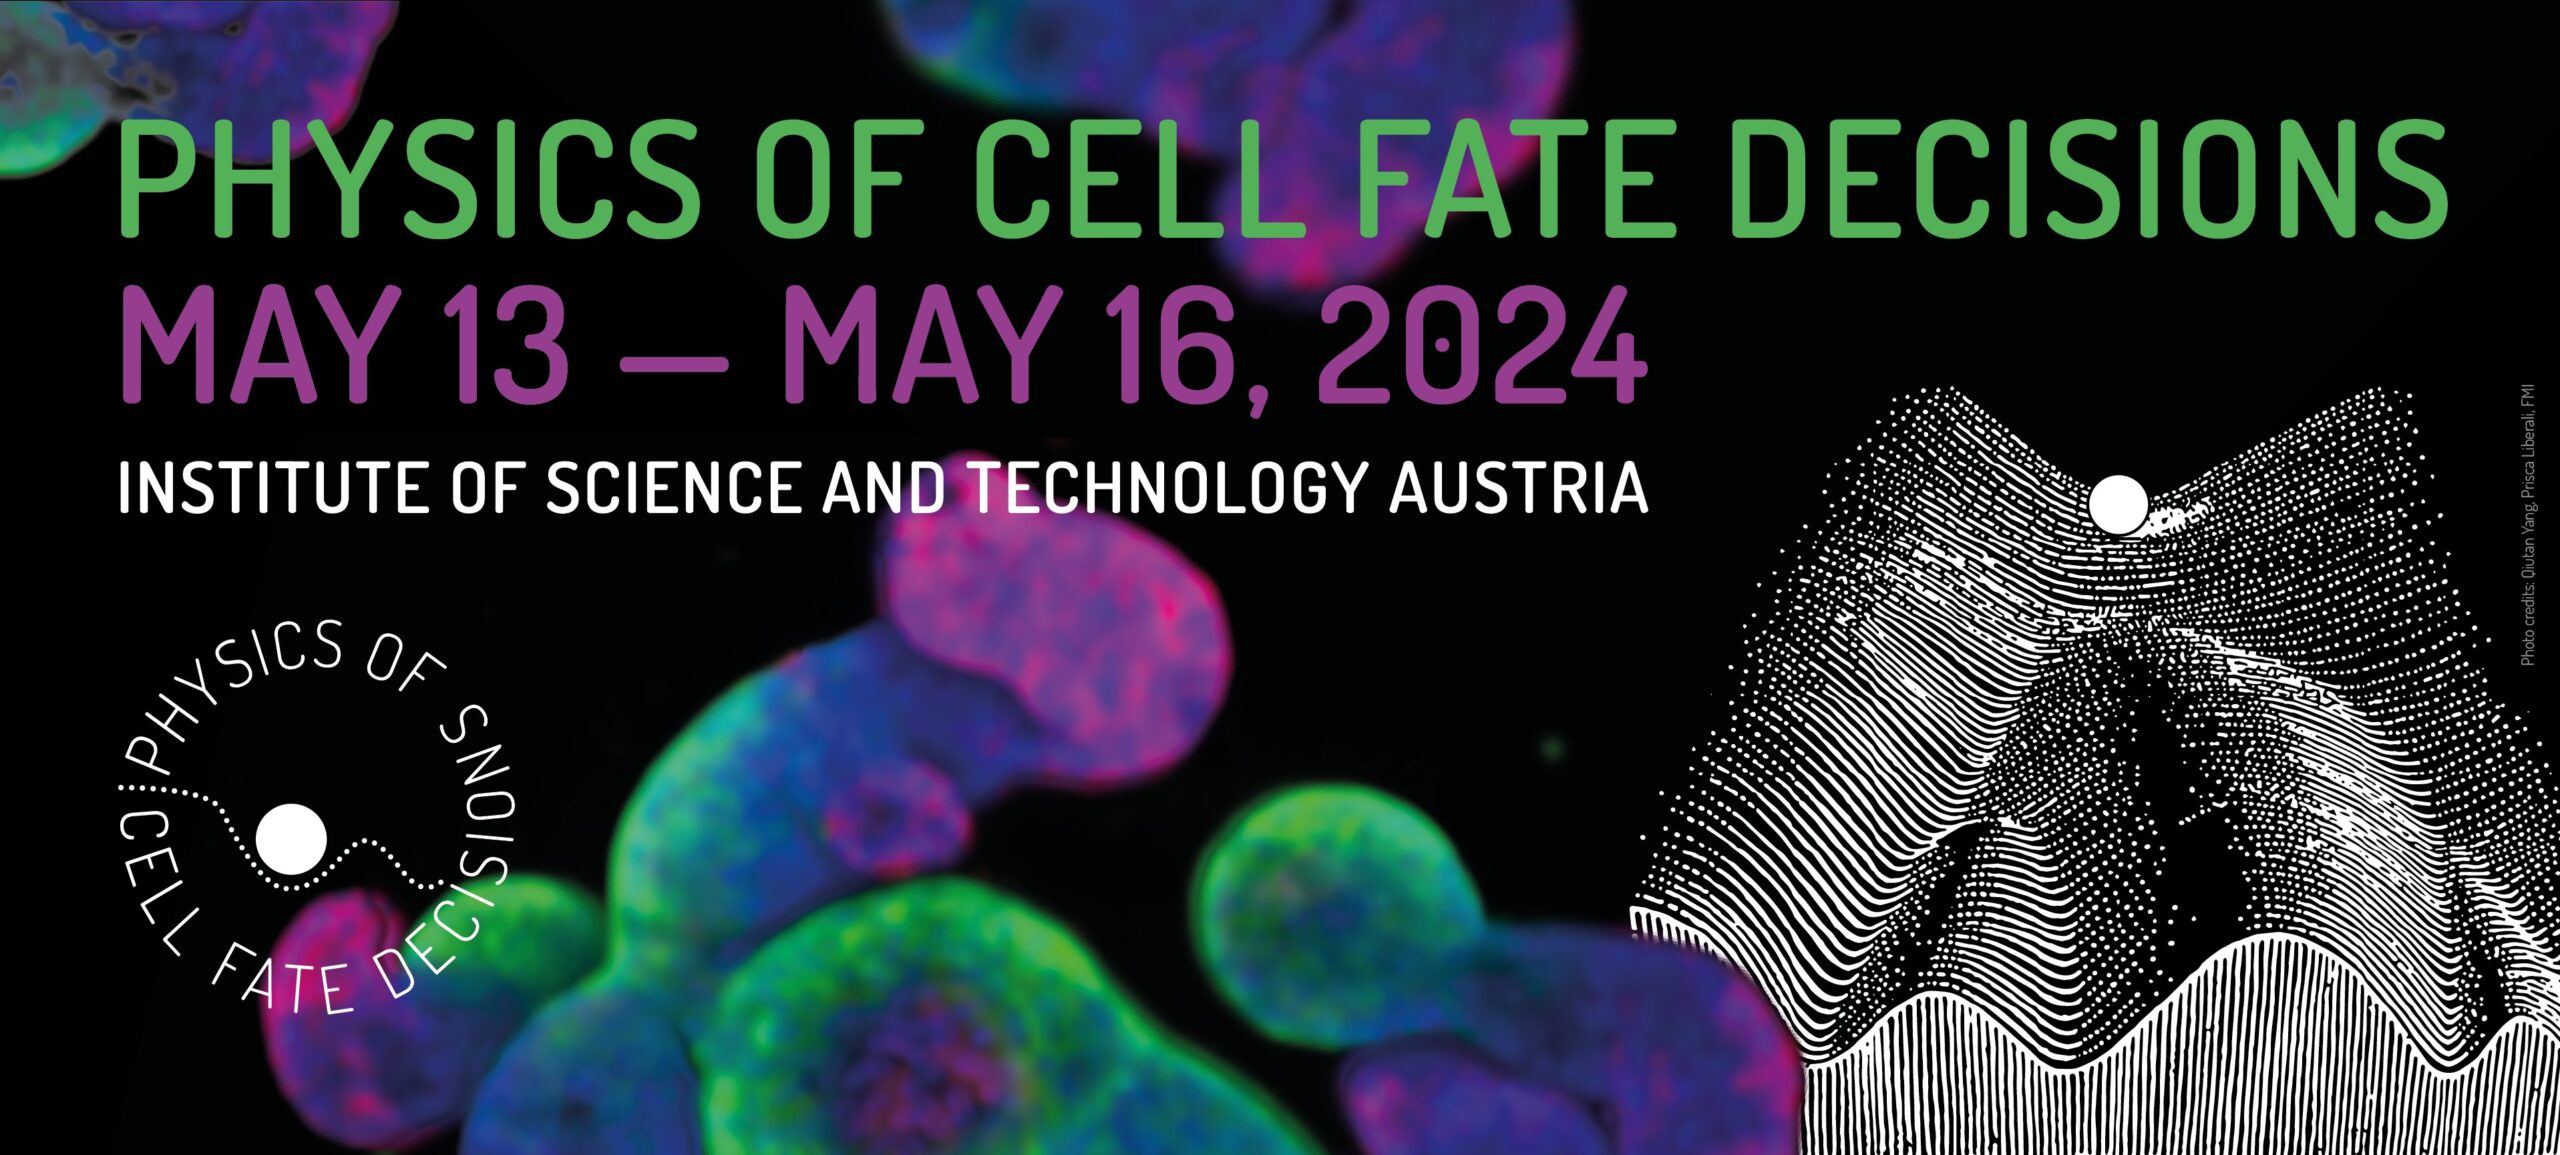 PHYSICS OF CELL FATE DECISIONS
MAY 13 — MAY 16, 2024
INSTITUTE OF SCIENCE AND TECHNOLOGY AUSTRIA
PHYSICS OF
CELL FATE DECISIONS
Photo credits: Qiutan Yang, Prisca Liberali, FMI